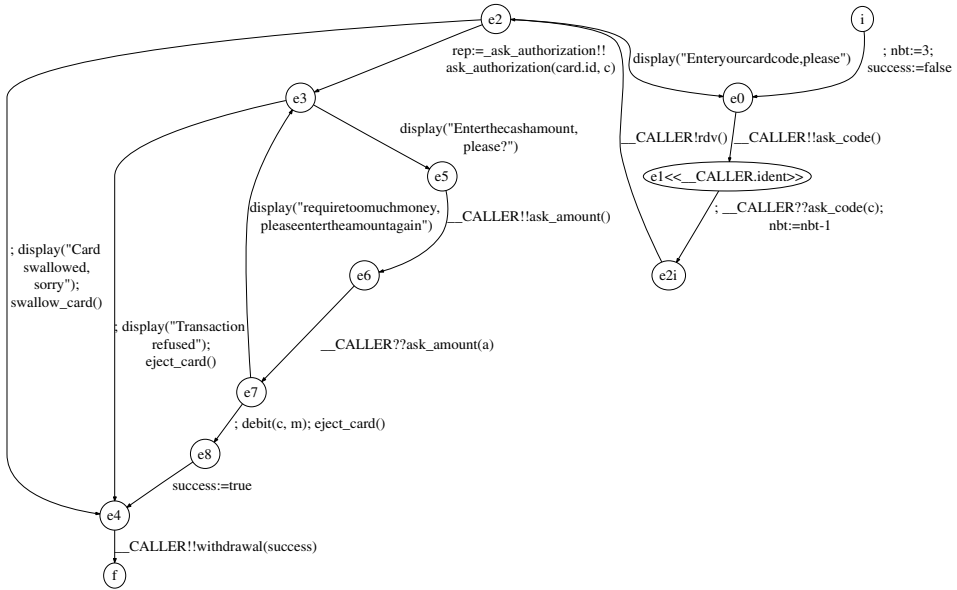 e2
i
rep:=_ask_authorization!!
ask_authorization(card.id, c)
display("Enteryourcardcode,please")
; nbt:=3;
success:=false
e3
e0
display("Enterthecashamount,
please?")
__CALLER!rdv()
__CALLER!!ask_code()
e5
e1<<__CALLER.ident>>
display("requiretoomuchmoney,
pleaseentertheamountagain")
__CALLER!!ask_amount()
; __CALLER??ask_code(c);
nbt:=nbt-1
; display("Card
swallowed,
sorry");
swallow_card()
e6
e2i
; display("Transaction
refused");
eject_card()
__CALLER??ask_amount(a)
e7
; debit(c, m); eject_card()
e8
success:=true
e4
__CALLER!!withdrawal(success)
f